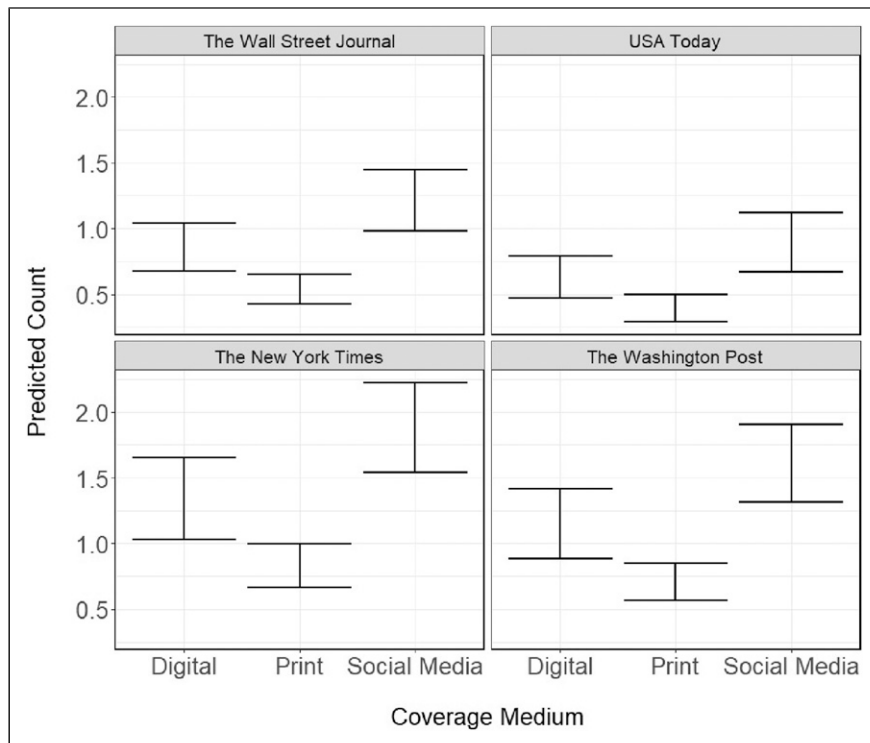 The Wall Street Journal
USA Today
2.0
1.5
1.0
0.5
The New York Times
The Washington Post
2.0
1.5
1.0
0.5
Predicted Count
Digital Print Social Media
Digital Print Social Media
Coverage Medium